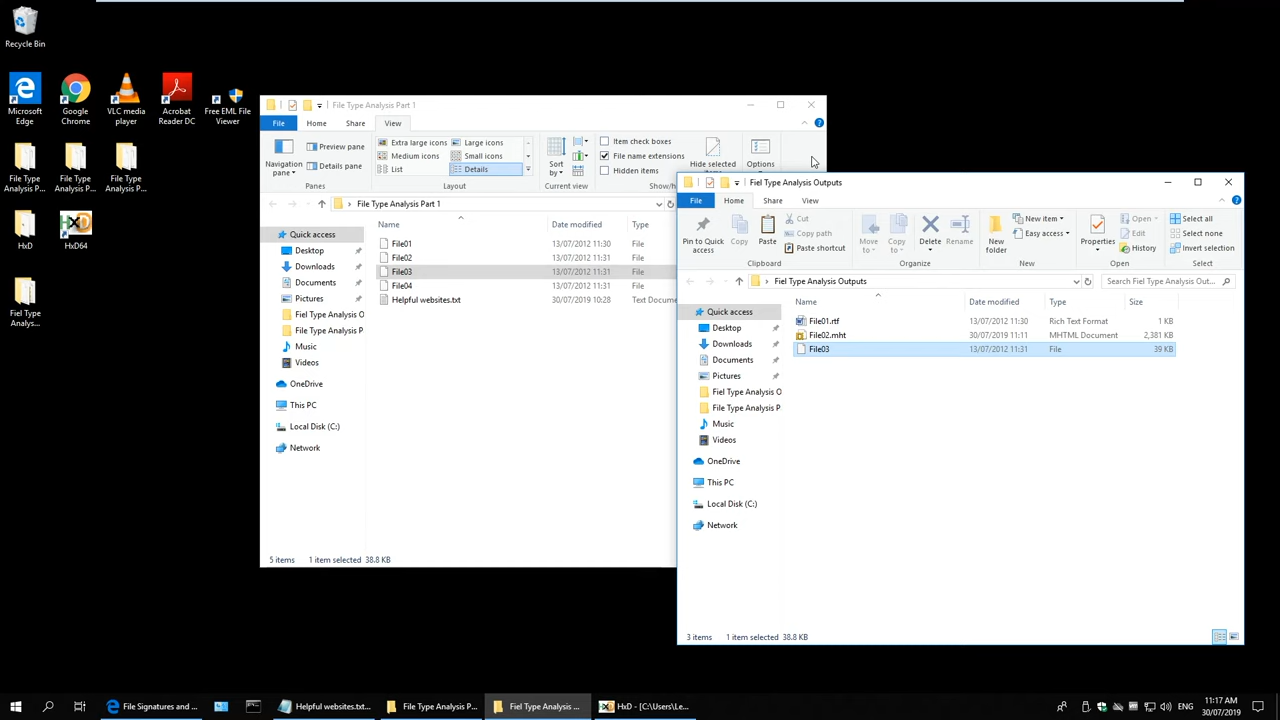 Recycle Bin
Microsoft Edge
Google Chrome
VLC media player
Acrobat Reader DC
Free EML File Viewer
File Type Analysis P...
File Type Analysis P...
File Type Analysis P...
HxD
HxD64
Fiel Type Analys...
File Type Analysis Part 1
File Home Share View
Navigation pane
Preview pane
Details pane
Panes
Extra large icons Large icons
Medium icons Small icons
List Details
Layout
Sort by
Current view
Item check boxes
File name extensions
Hidden items
Hide selected
Options
Show/h
File Type Analysis Part 1
Name Date modified Type
File01 13/07/2012 11:30 File
File02 13/07/2012 11:31 File
File03 13/07/2012 11:31 File
File04 13/07/2012 11:31 File
Helpful websites.txt 30/07/2019 10:28 Text Docume
Quick access
Desktop
Downloads
Documents
Pictures
Fiel Type Analysis O
File Type Analysis P
Music
Videos
OneDrive
This PC
Local Disk (C:)
Network
5 items 1 item selected 38.8 KB
Fiel Type Analysis Outputs
File Home Share View
Pin to Quick access
Copy
Paste
Cut
Copy path
Paste shortcut
Clipboard
Move to
Copy to
Delete
Rename
Organize
New folder
New item
Easy access
New
Properties
Open
Edit
History
Open
Select all
Select none
Invert selection
Select
Fiel Type Analysis Outputs
Search Fiel Type Analysis Out...
Name Date modified Type Size
File01.rtf 13/07/2012 11:30 Rich Text Format 1 KB
File02.mht 30/07/2019 11:11 MHTML Document 2,381 KB
File03 13/07/2012 11:31 File 39 KB
Quick access
Desktop
Downloads
Documents
Pictures
Fiel Type Analysis O
File Type Analysis P
Music
Videos
OneDrive
This PC
Local Disk (C:)
Network
3 items 1 item selected 38.8 KB
File Signatures and ...
Helpful websites.txt...
File Type Analysis P...
Fiel Type Analysis ...
HxD - [C:\Users\Le...
ENG
11:17 AM
30/07/2019